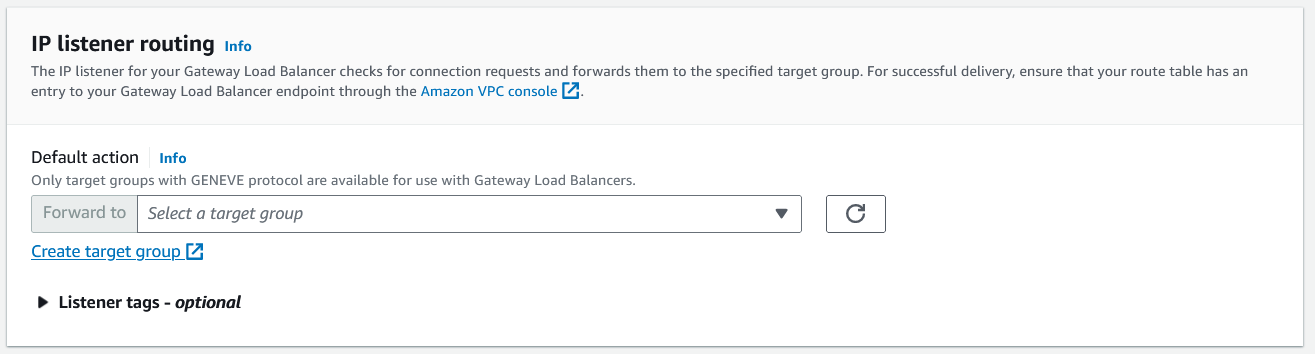 IP listener routing Info
The IP listener for your Gateway Load Balancer checks for connection requests and forwards them to the specified target group. For successful delivery, ensure that your route table has an
entry to your Gateway Load Balancer endpoint through the Amazon VPC console.
Default action Info
Only target groups with GENEVE protocol are available for use with Gateway Load Balancers.
Forward to Select a target group
Create target group
Listener tags - optional